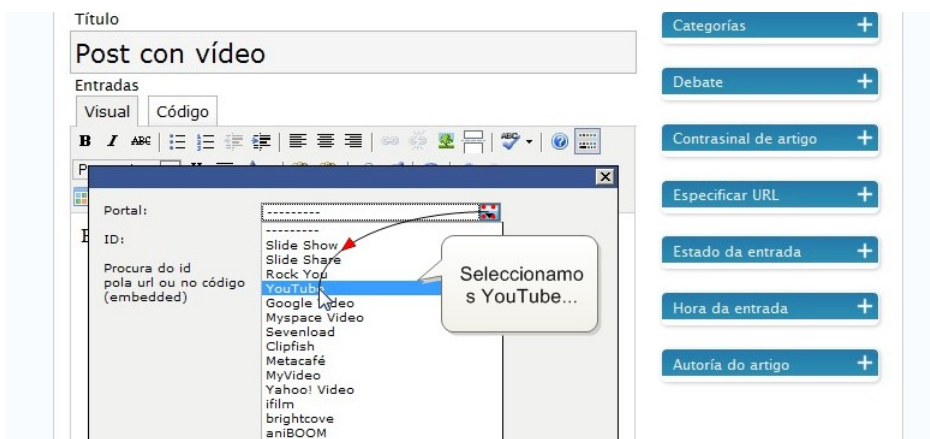 Título
Post con vídeo
Entradas
Visual
Código
B I ABC
ABC
Portal:
---------
ID:
Procura do id
pola url ou no código
(embedded)
---------
Slide Show
Slide Share
Rock You
YouTube
Google Video
Myspace Video
Sevenload
Clipfish
Metacafé
MyVideo
Yahoo! Video
ifilm
brightcove
aniBOOM
Seleccionamo
s YouTube...
Categorías
Debate
Contrasinal de artigo
Especificar URL
Estado da entrada
Hora da entrada
Autoría do artigo